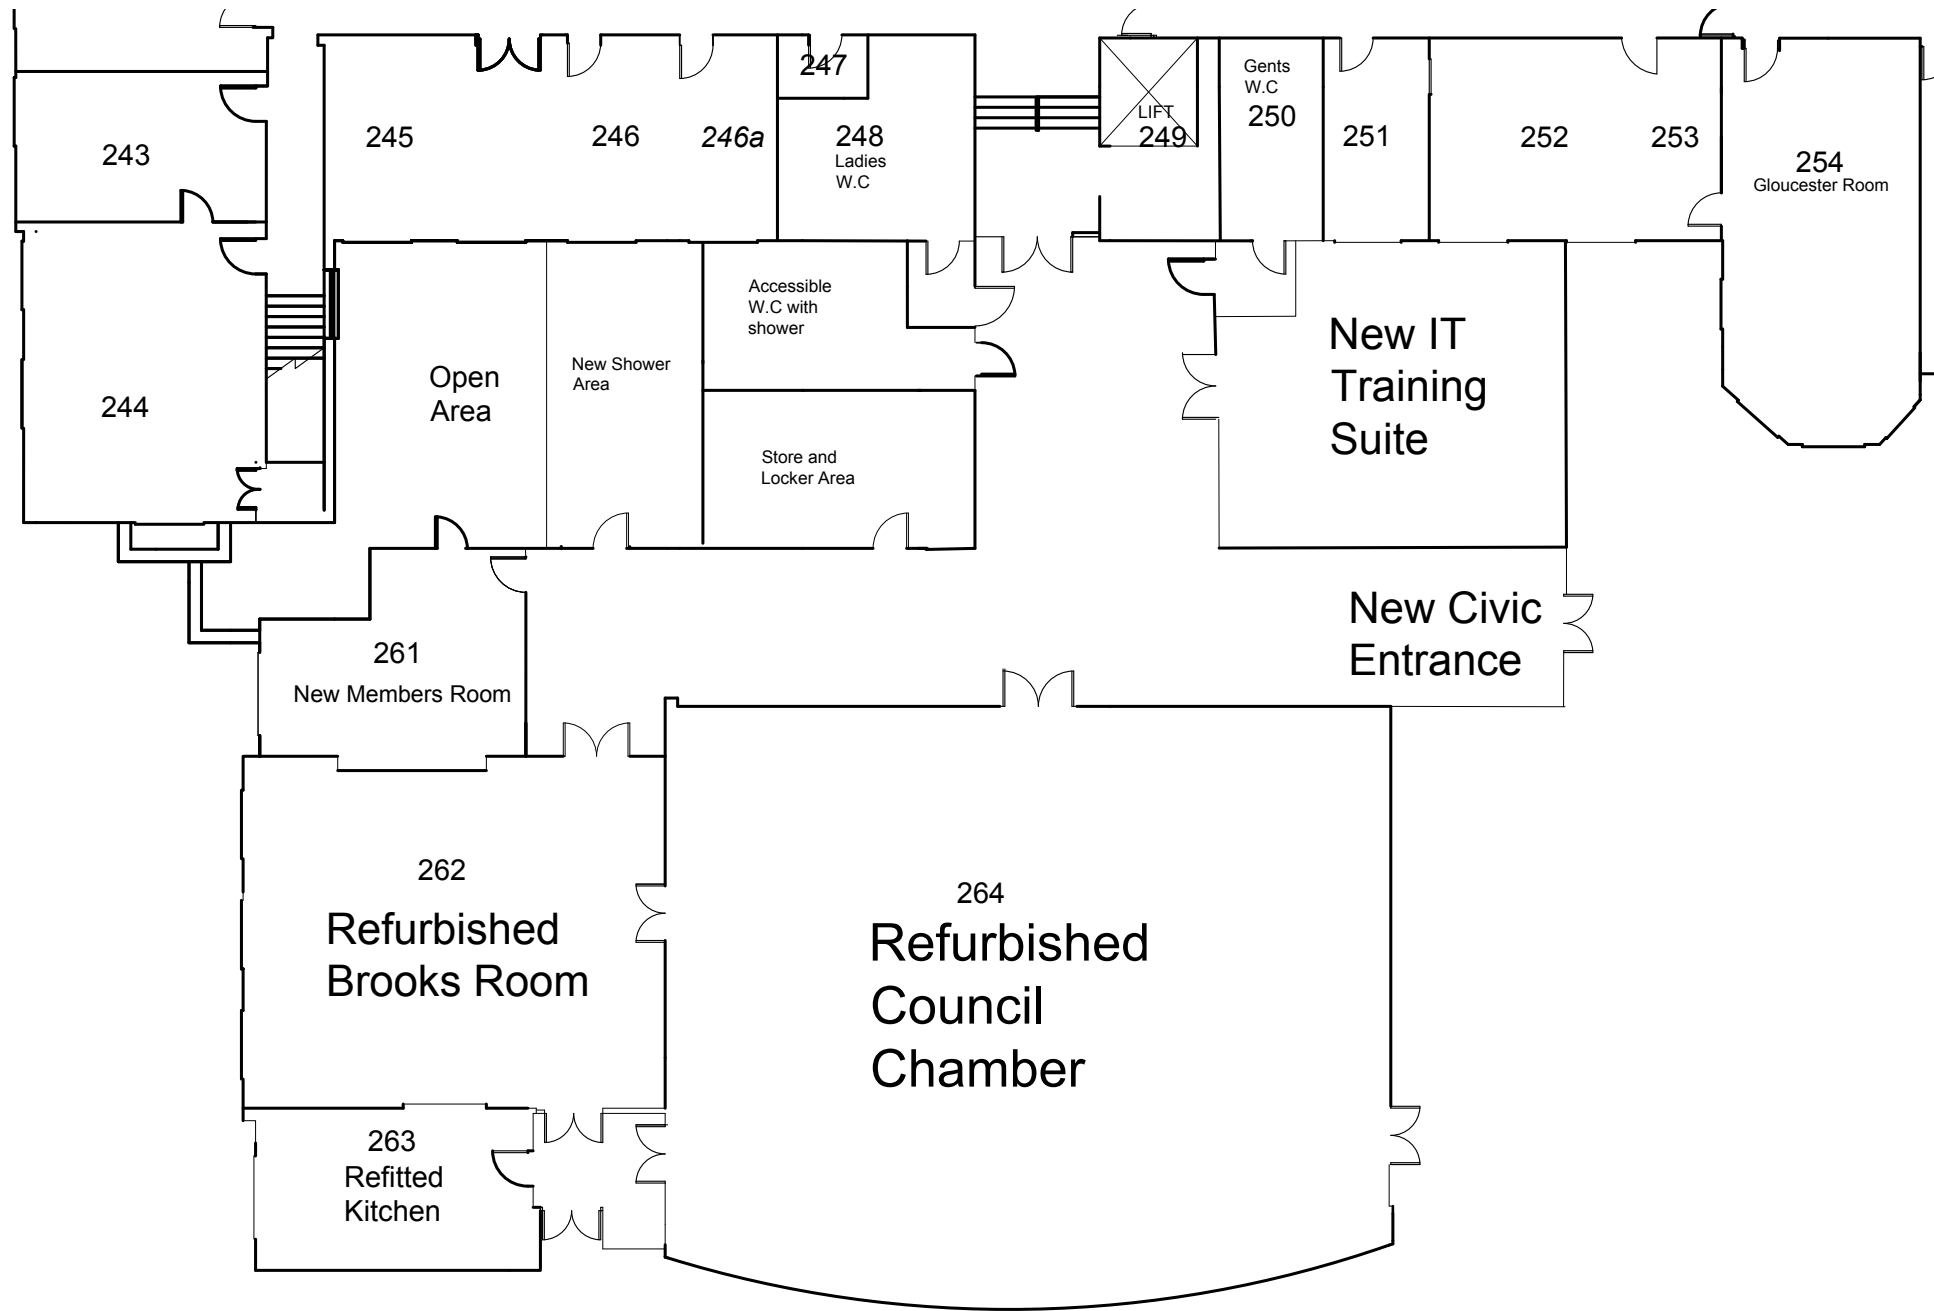 247
Gents
W.C
250
LIFT
249
243
245
246
246a
248
Ladies
W.C
251
252
253
254
Gloucester Room
Accessible
W.C with
shower
New IT
Training
Suite
Open
Area
New Shower
Area
244
Store and
Locker Area
New Civic
Entrance
261
New Members Room
262
Refurbished
Brooks Room
264
Refurbished
Council
Chamber
263
Refitted
Kitchen